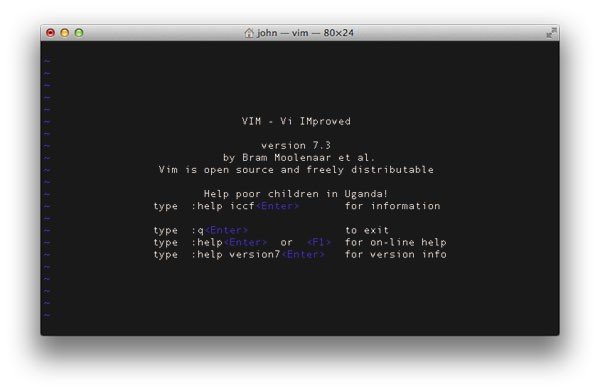 john — vim — 80×24
~
~
~
~
~
VIM - Vi IMproved
~
~
version 7.3
~
by Bram Moolenaar et al.
~
Vim is open source and freely distributable
~
~
Help poor children in Uganda!
~
type :help iccf<Enter> for information
~
~
type :q<Enter> to exit
~
type :help<Enter> or <F1> for on-line help
~
type :help version7<Enter> for version info
~
~
~
~
~